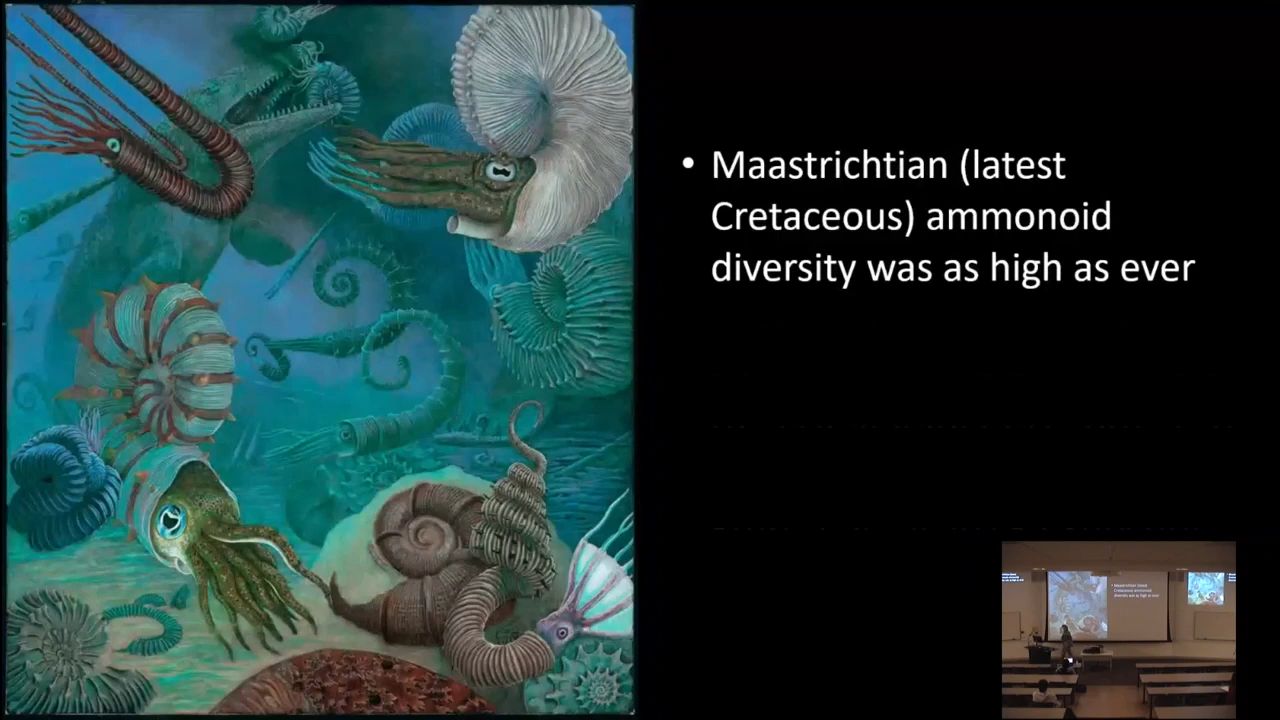 • Maastrichtian (latest
Cretaceous) ammonoid
diversity was as high as ever